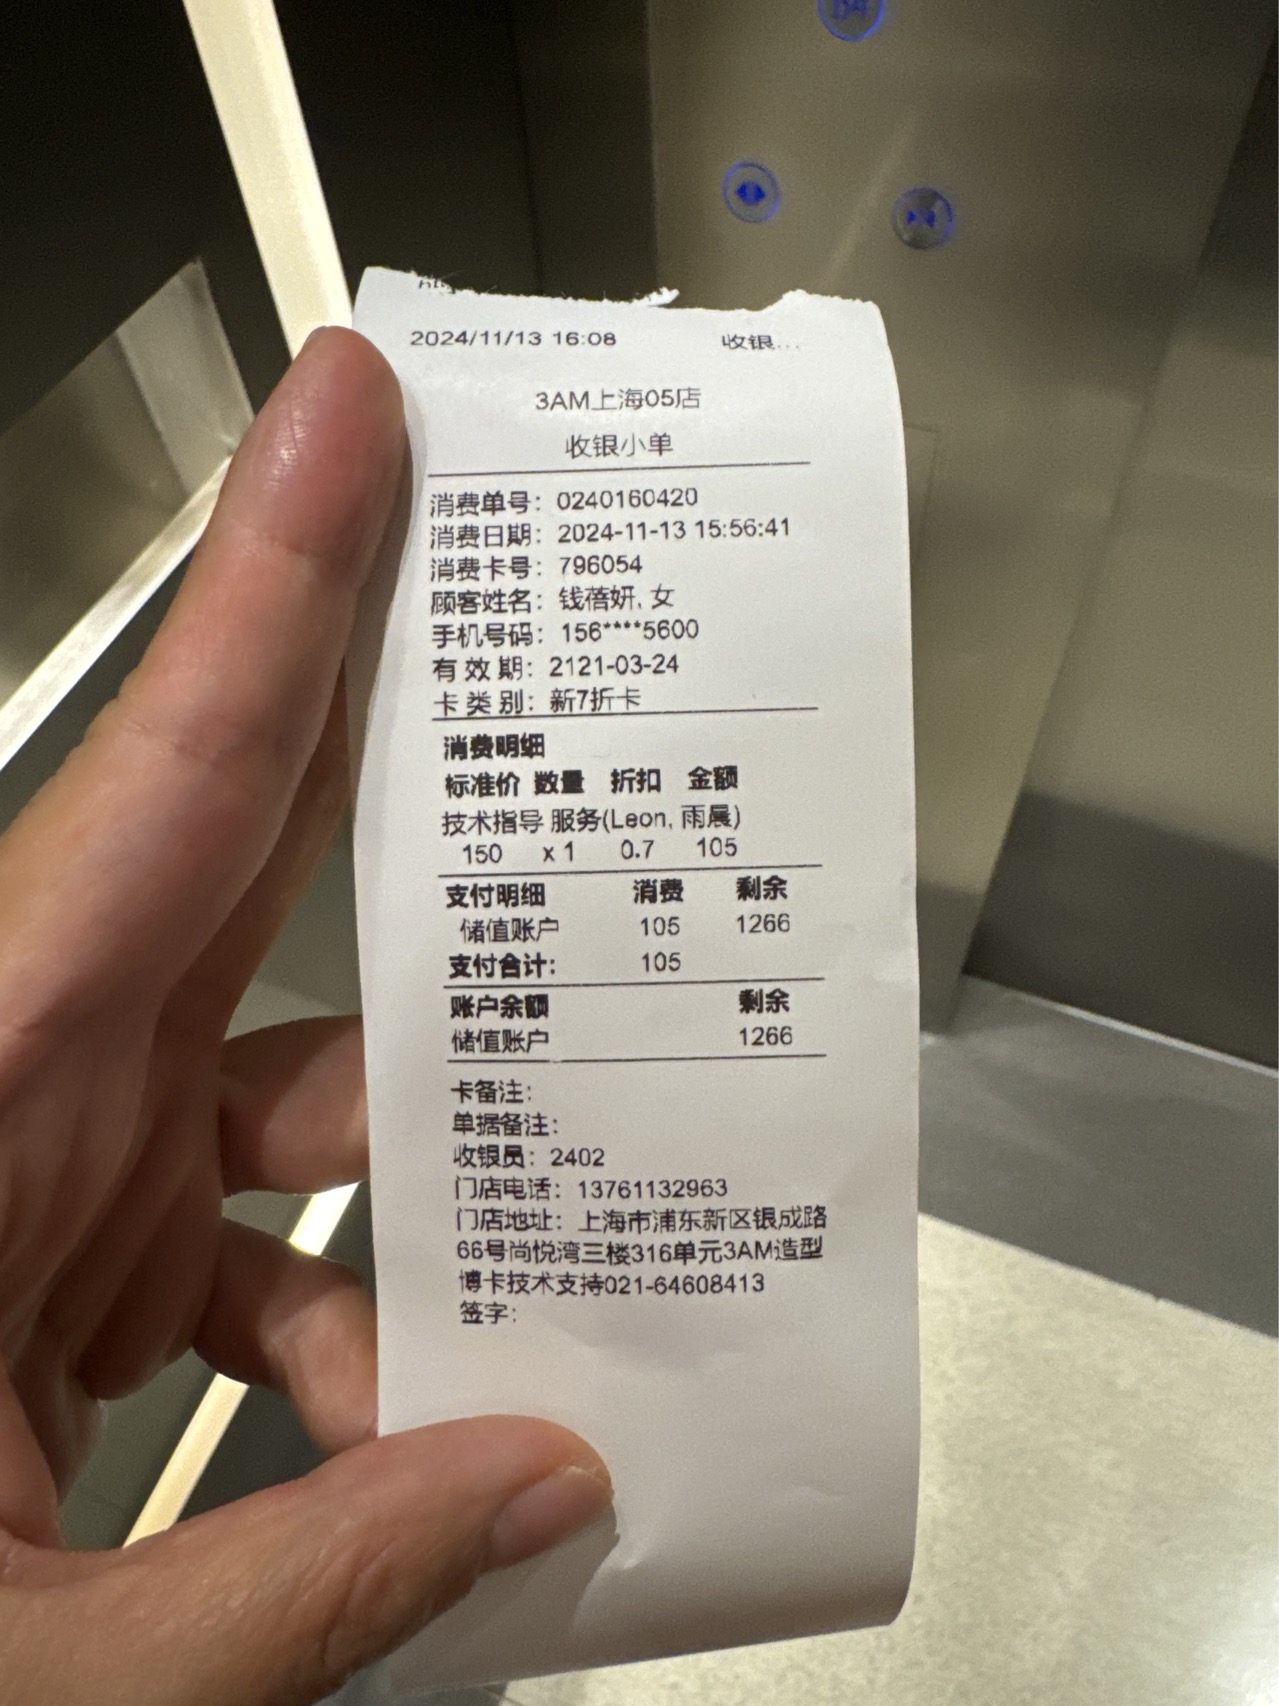 B4
2024/11/13 16:08 收银...
3AM上海05店
收银小单
消费单号：0240160420
消费日期：2024-11-13 15:56:41
消费卡号：796054
顾客姓名：钱蓓妍, 女
手机号码：156****5600
有 效 期：2121-03-24
卡 类 别：新7折卡
消费明细
标准价 数量 折扣 金额
技术指导 服务(Leon, 雨晨)
150 x 1 0.7 105
支付明细 消费 剩余
储值账户 105 1266
支付合计： 105
账户余额 剩余
储值账户 1266
卡备注：
单据备注：
收银员：2402
门店电话：13761132963
门店地址：上海市浦东新区银成路
66号尚悦湾三楼316单元3AM造型
博卡技术支持021-64608413
签字：